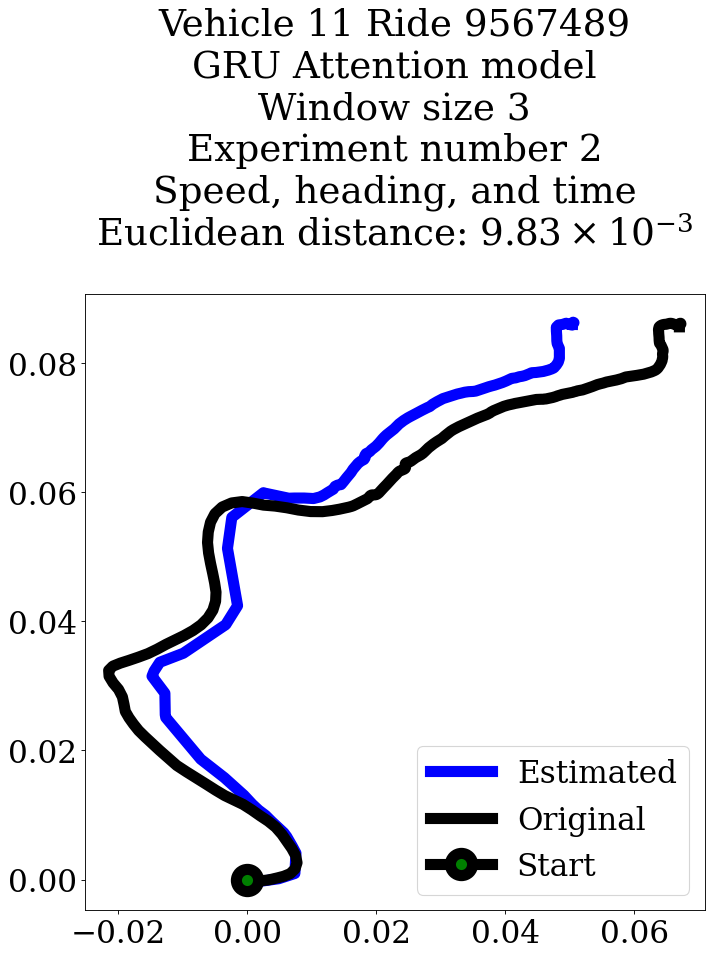 Vehicle 11 Ride 9567489
GRU Attention model
Window size 3
Experiment number 2
Speed, heading, and time
Euclidean distance: 9.83 × 10⁻³
0.08
0.06
0.04
0.02
0.00
Estimated
Original
Start
−0.02 0.00 0.02 0.04 0.06